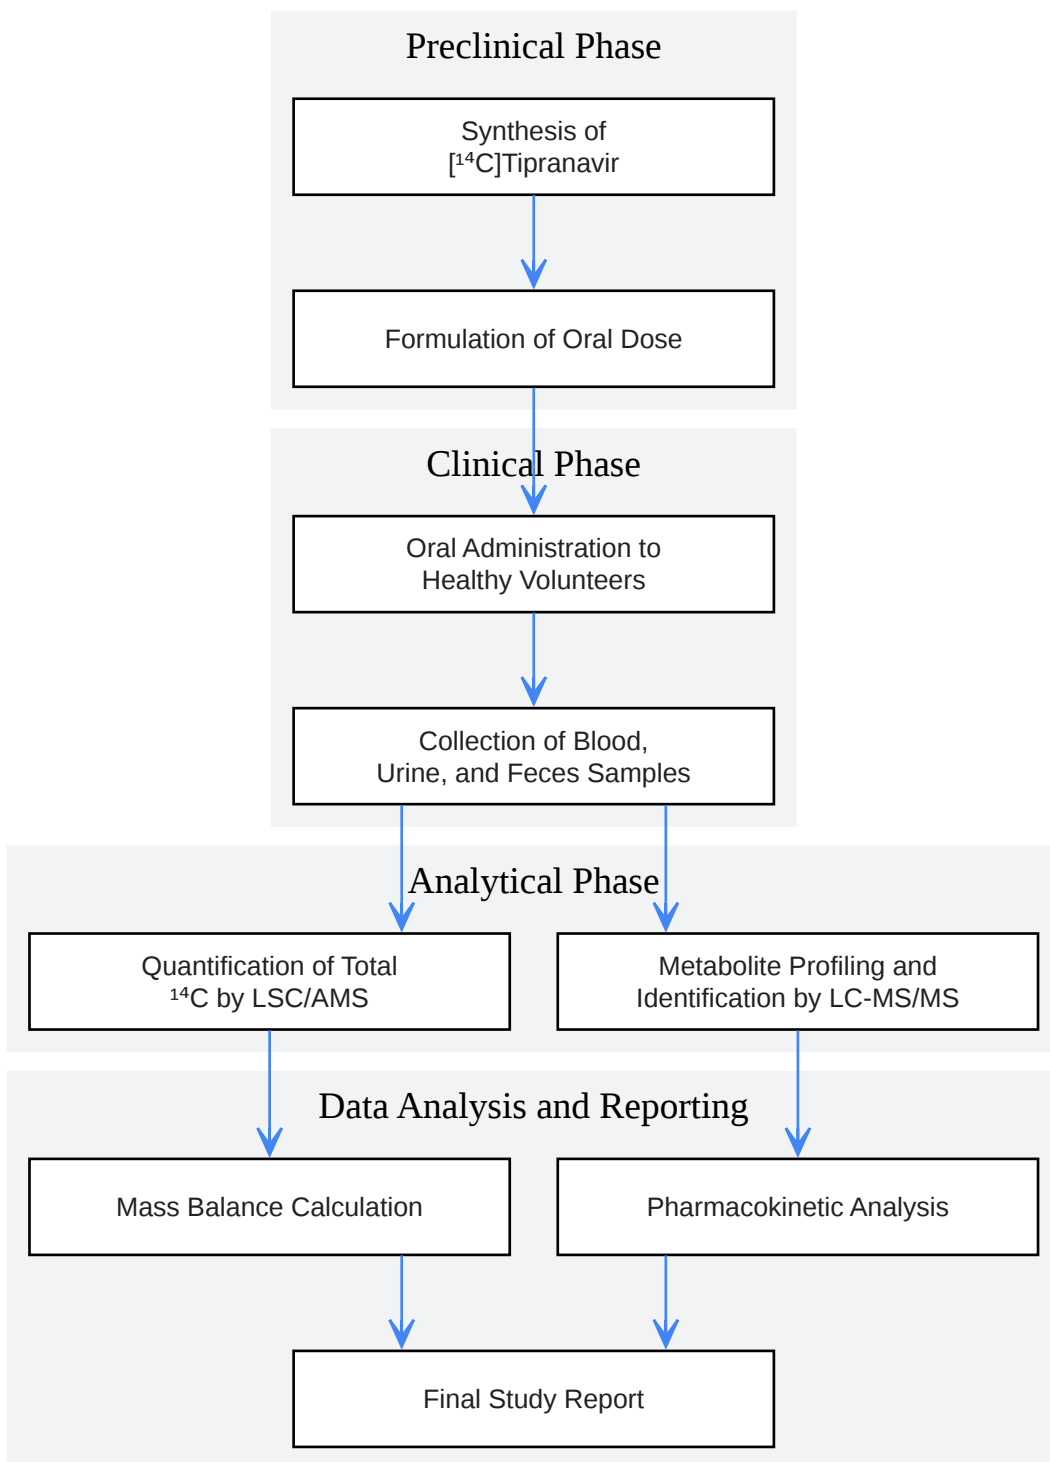 Preclinical Phase
Synthesis of
[¹⁴C]Tipranavir
Formulation of Oral Dose
Clinical Phase
Oral Administration to
Healthy Volunteers
Collection of Blood,
Urine, and Feces Samples
Analytical Phase
Quantification of Total
¹⁴C by LSC/AMS
Metabolite Profiling and
Identification by LC-MS/MS
Data Analysis and Reporting
Mass Balance Calculation
Pharmacokinetic Analysis
Final Study Report